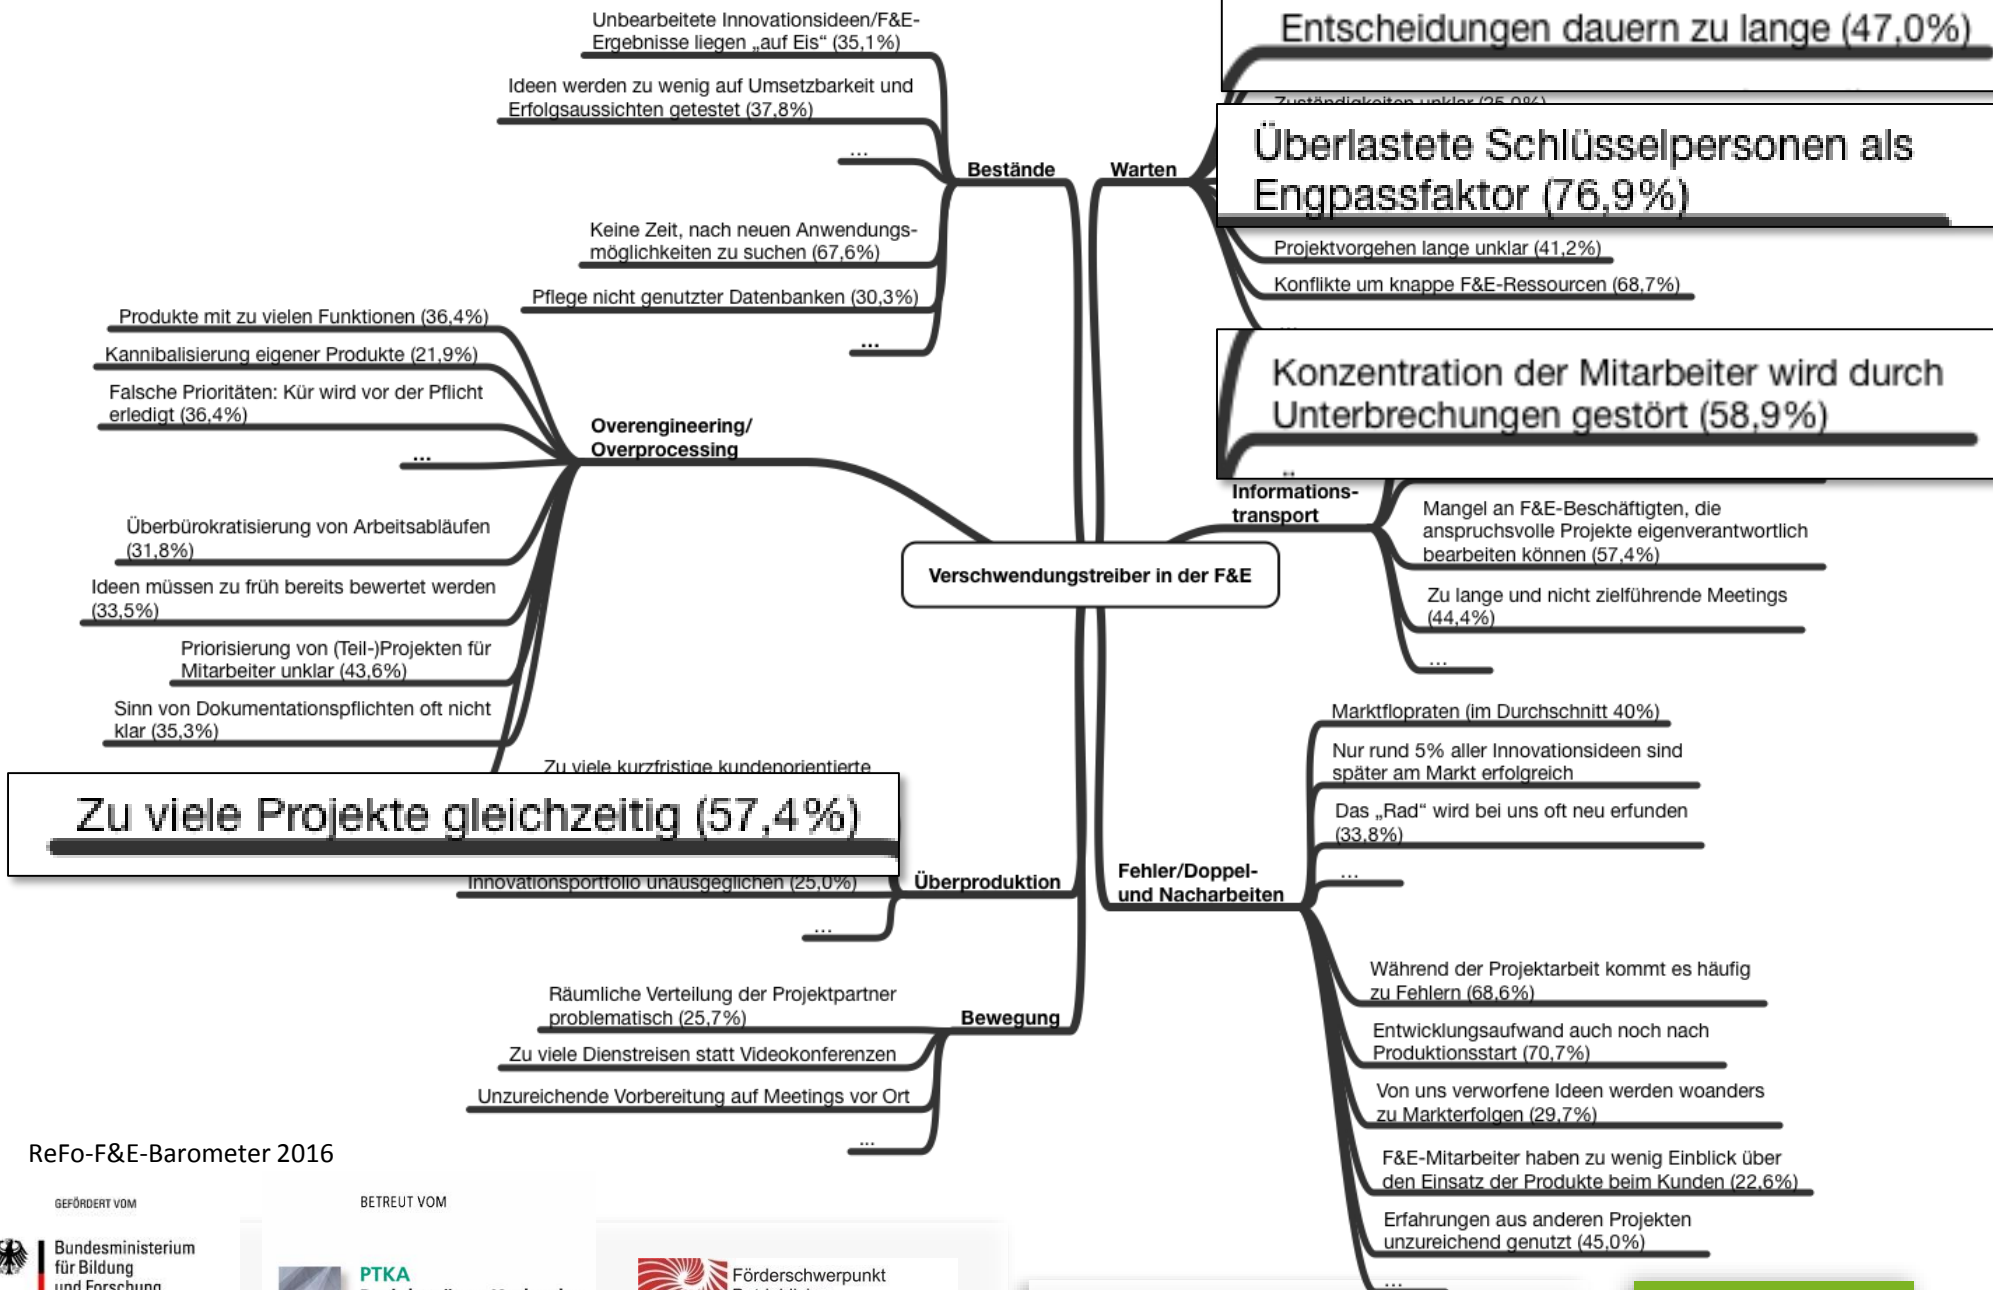 Unbearbeitete Innovationsideen/F&E-
Ergebnisse liegen „auf Eis“ (35,1%)
Ideen werden zu wenig auf Umsetzbarkeit und
Erfolgsaussichten getestet (37,8%)
...
Bestände
Keine Zeit, nach neuen Anwendungs-
möglichkeiten zu suchen (67,6%)
Pflege nicht genutzter Datenbanken (30,3%)
...
Entscheidungen dauern zu lange (47,0%)
Zuständigkeiten unklar (25,0%)
Überlastete Schlüsselpersonen als
Engpassfaktor (76,9%)
Warten
Projektvorgehen lange unklar (41,2%)
Konflikte um knappe F&E-Ressourcen (68,7%)
...
Konzentration der Mitarbeiter wird durch
Unterbrechungen gestört (58,9%)
Informations-
transport
Mangel an F&E-Beschäftigten, die
anspruchsvolle Projekte eigenverantwortlich
bearbeiten können (57,4%)
Zu lange und nicht zielführende Meetings
(44,4%)
...
Produkte mit zu vielen Funktionen (36,4%)
Kannibalisierung eigener Produkte (21,9%)
Falsche Prioritäten: Kür wird vor der Pflicht
erledigt (36,4%)
...
Overengineering/
Overprocessing
Überbürokratisierung von Arbeitsabläufen
(31,8%)
Ideen müssen zu früh bereits bewertet werden
(33,5%)
Priorisierung von (Teil-)Projekten für
Mitarbeiter unklar (43,6%)
Sinn von Dokumentationspflichten oft nicht
klar (35,3%)
Verschwendungstreiber in der F&E
Zu viele kurzfristige kundenorientierte
Zu viele Projekte gleichzeitig (57,4%)
Innovationsportfolio unausgeglichen (25,0%)
Überproduktion
...
Räumliche Verteilung der Projektpartner
problematisch (25,7%)
Bewegung
Zu viele Dienstreisen statt Videokonferenzen
Unzureichende Vorbereitung auf Meetings vor Ort
...
Marktflopraten (im Durchschnitt 40%)
Nur rund 5% aller Innovationsideen sind
später am Markt erfolgreich
Das „Rad“ wird bei uns oft neu erfunden
(33,8%)
...
Fehler/Doppel-
und Nacharbeiten
Während der Projektarbeit kommt es häufig
zu Fehlern (68,6%)
Entwicklungsaufwand auch noch nach
Produktionsstart (70,7%)
Von uns verworfene Ideen werden woanders
zu Markterfolgen (29,7%)
F&E-Mitarbeiter haben zu wenig Einblick über
den Einsatz der Produkte beim Kunden (22,6%)
Erfahrungen aus anderen Projekten
unzureichend genutzt (45,0%)
...
ReFo-F&E-Barometer 2016
GEFÖRDERT VOM
Bundesministerium
für Bildung
und Forschung
BETREUT VOM
PTKA
Förderschwerpunkt